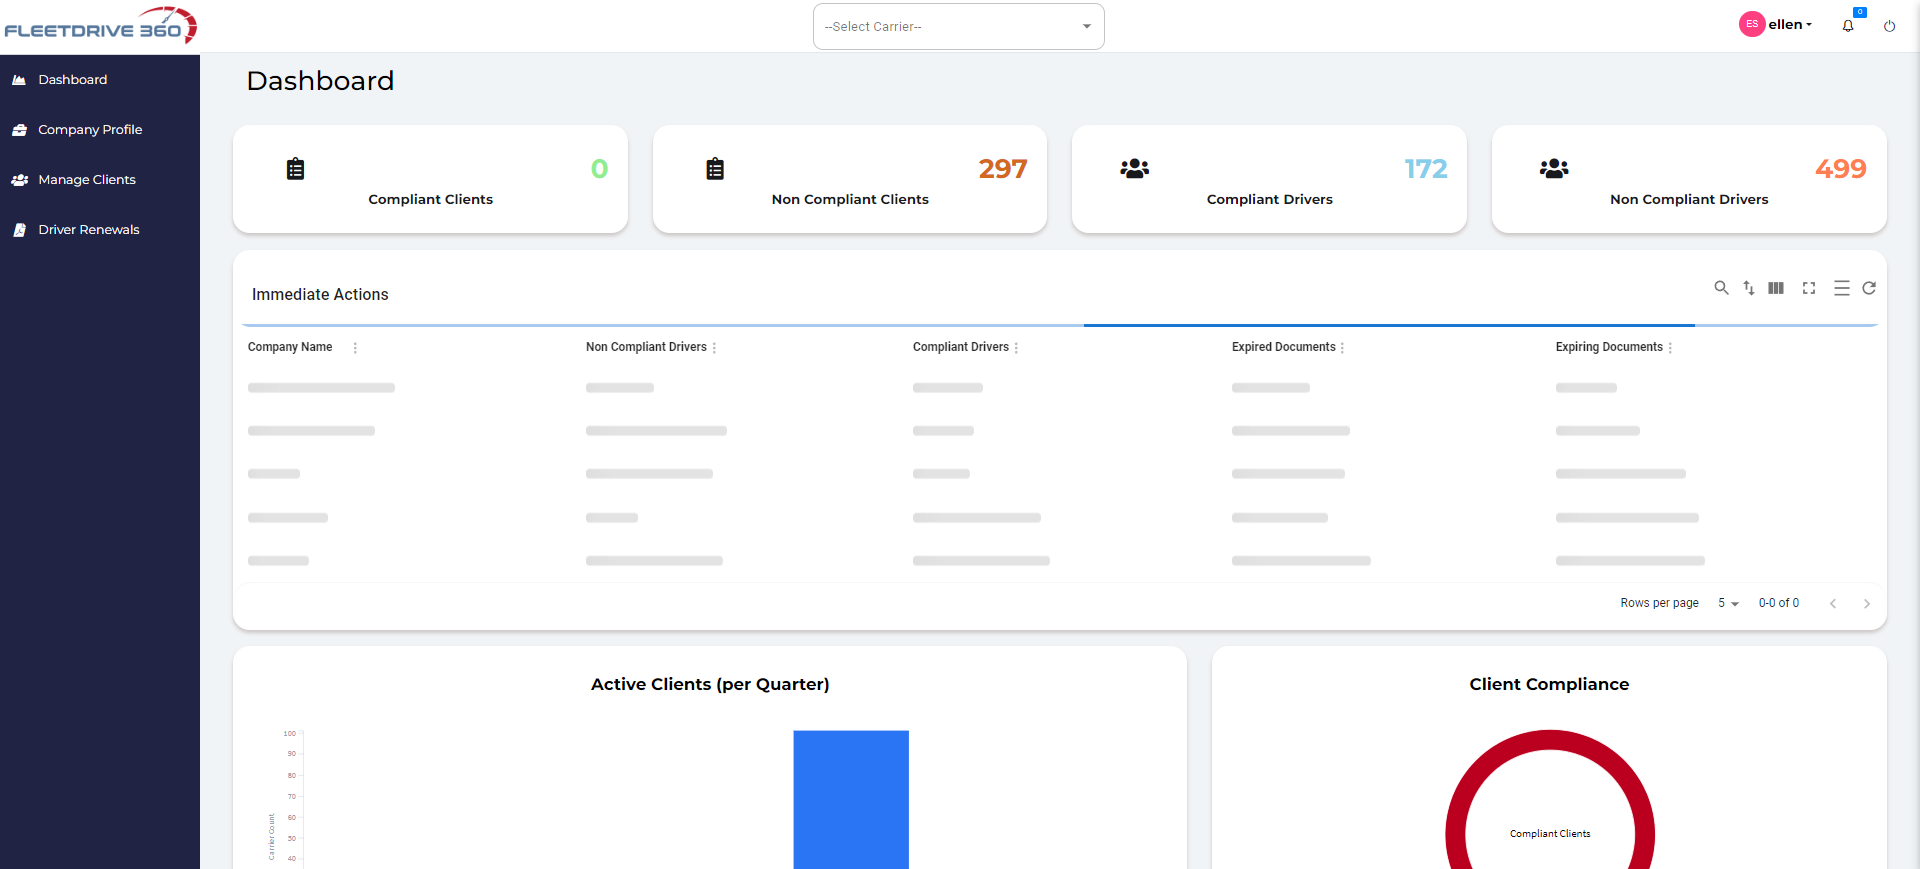 FLEETDRIVE 360
--Select Carrier--
ES ellen
0
Dashboard
Company Profile
Manage Clients
Driver Renewals
Dashboard
0
Compliant Clients
297
Non Compliant Clients
172
Compliant Drivers
499
Non Compliant Drivers
Immediate Actions
Company Name Non Compliant Drivers Compliant Drivers Expired Documents Expiring Documents
Rows per page 5 0-0 of 0
Active Clients (per Quarter)
100
90
80
70
60
50
40
Carrier Count
Client Compliance
Compliant Clients